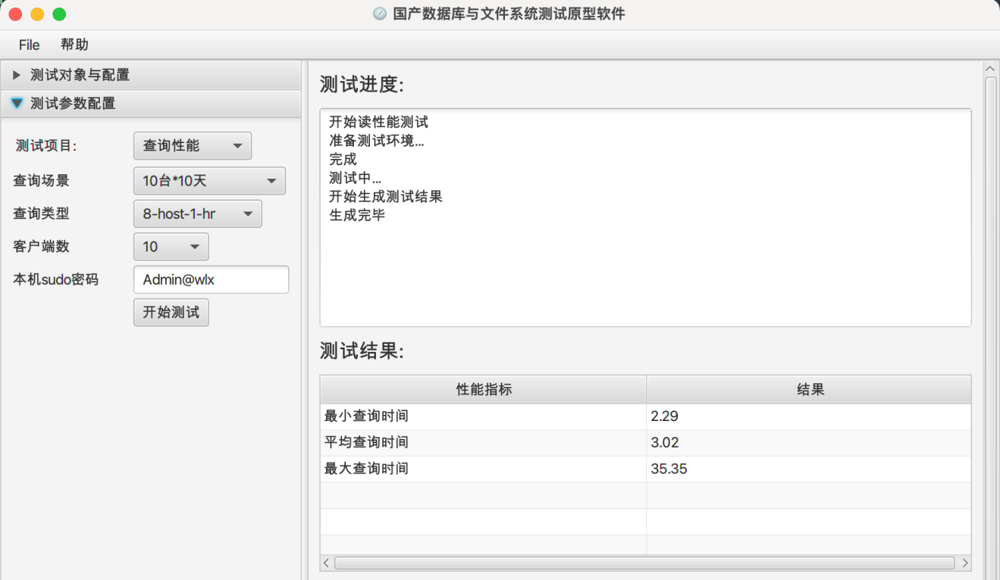 国产数据库与文件系统测试原型软件
File 帮助
测试对象与配置
测试参数配置
测试项目: 查询性能
查询场景 10台*10天
查询类型 8-host-1-hr
客户端数 10
本机sudo密码 Admin@wlx
开始测试
测试进度:
开始读性能测试
准备测试环境...
完成
测试中...
开始生成测试结果
生成完毕
测试结果:
性能指标 结果
最小查询时间 2.29
平均查询时间 3.02
最大查询时间 35.35